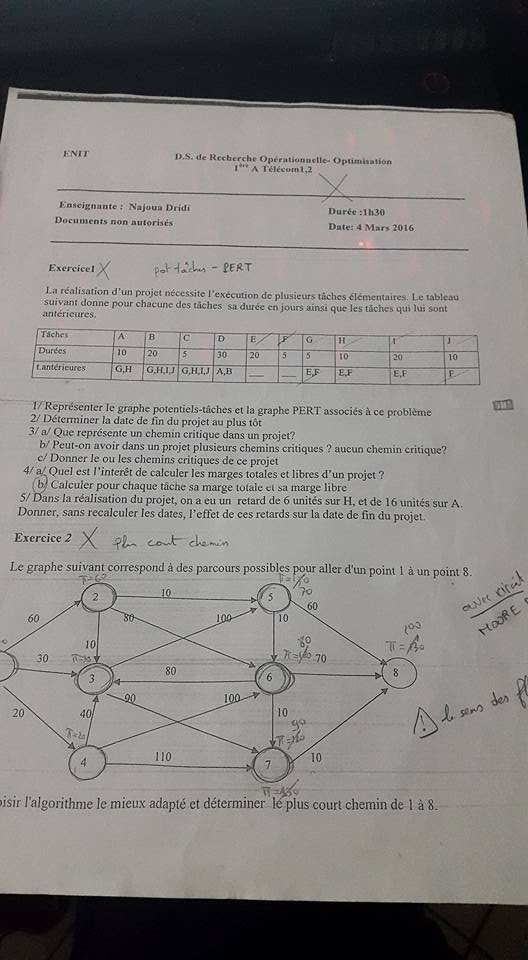 ENIT
D.S. de Recherche Opérationnelle- Optimisation
1ère A Télécom1,2
Enseignante : Najoua Dridi
Durée :1h30
Documents non autorisés
Date: 4 Mars 2016
Exercice1 pot tâches - PERT
La réalisation d'un projet nécessite l'exécution de plusieurs tâches élémentaires. Le tableau
suivant donne pour chacune des tâches sa durée en jours ainsi que les tâches qui lui sont
antérieures.
Tâches A B C D E F G H I J
Durées 10 20 5 30 20 5 5 10 20 10
t.antérieures G,H G,H,I,J G,H,I,J A,B __ __ E,F E,F E,F F
1/ Représenter le graphe potentiels-tâches et la graphe PERT associés à ce problème
2/ Déterminer la date de fin du projet au plus tôt
3/ a/ Que représente un chemin critique dans un projet?
b/ Peut-on avoir dans un projet plusieurs chemins critiques ? aucun chemin critique?
c/ Donner le ou les chemins critiques de ce projet
4/ a/ Quel est l'interêt de calculer les marges totales et libres d'un projet ?
b/ Calculer pour chaque tâche sa marge totale et sa marge libre
5/ Dans la réalisation du projet, on a eu un retard de 6 unités sur H, et de 16 unités sur A.
Donner, sans recalculer les dates, l'effet de ces retards sur la date de fin du projet.
Exercice 2 Plus court chemin
Le graphe suivant correspond à des parcours possibles pour aller d'un point 1 à un point 8.
π=60
70
2 10 5
60 80 100 10 60
avec circuit
MOORE
10
100
80
30 3 80 6 70 8
20 40 90 100 10
90
le sens des
π=20
4 110 7 10
oisir l'algorithme le mieux adapté et déterminer le plus court chemin de 1 à 8.